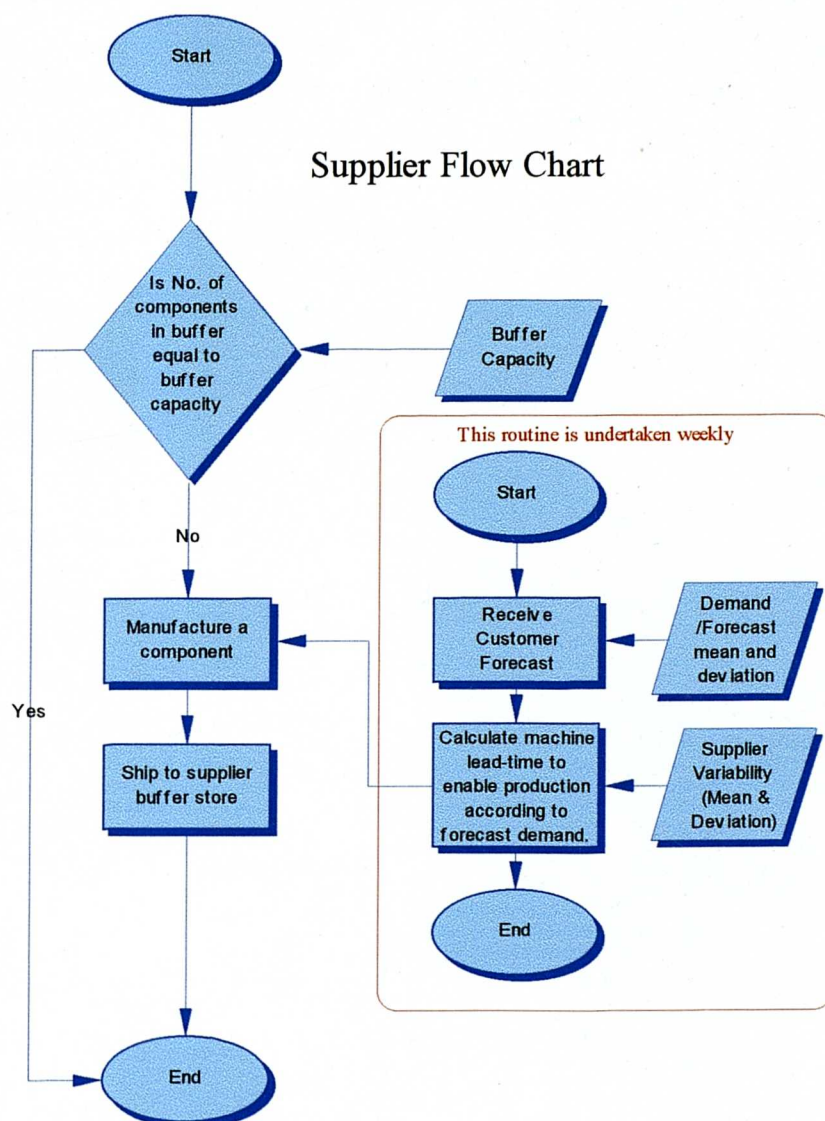 Start
Supplier Flow Chart
Is No. of
components
in buffer
equal to
buffer
capacity
Buffer
Capacity
This routine is undertaken weekly
Start
No
Manufacture a
component
Receive
Customer
Forecast
Demand
/Forecast
mean and
deviation
Yes
Ship to supplier
buffer store
Calculate machine
lead-time to
enable production
according to
forecast demand.
Supplier
Variability
(Mean &
Deviation)
End
End